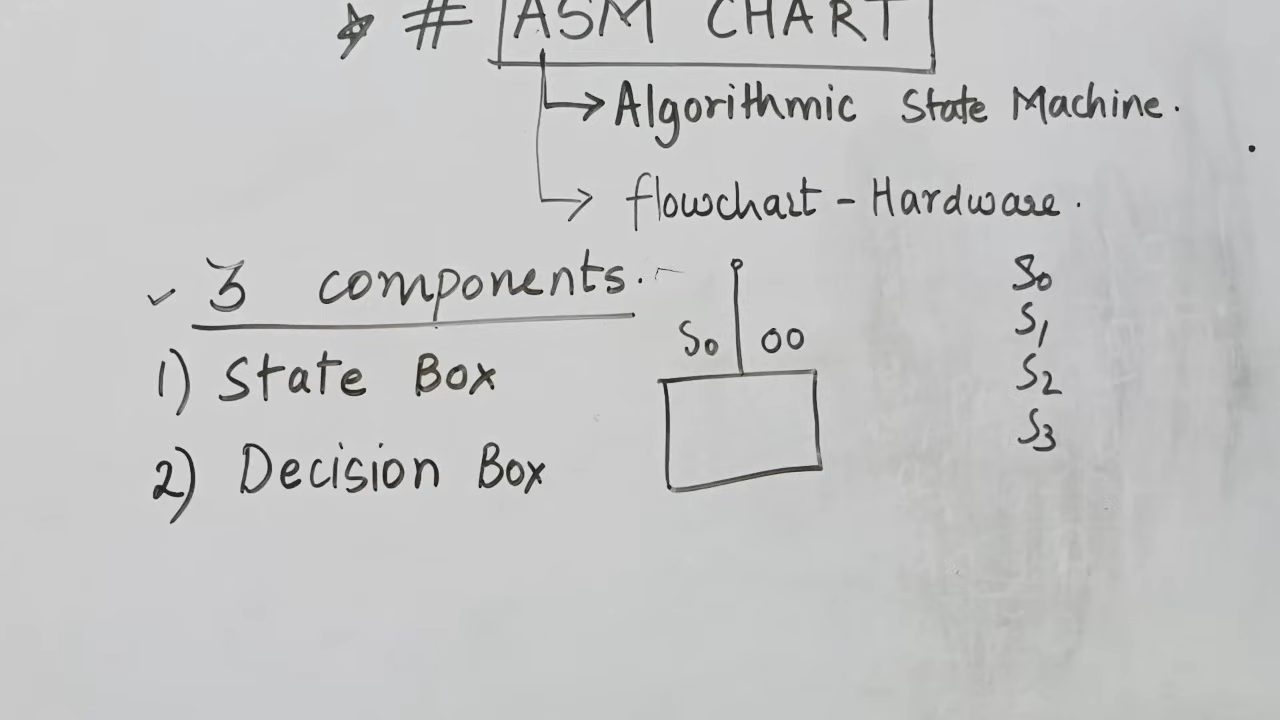 # ASM CHART
Algorithmic State Machine.
flowchart - Hardware.
3 components.
1) State Box
2) Decision Box
S0 00
S0
S1
S2
S3